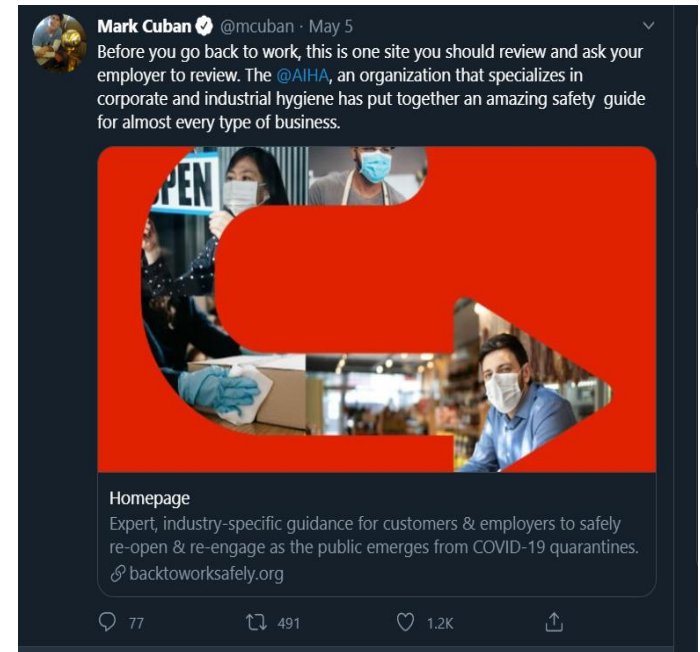 Mark Cuban @mcuban · May 5
Before you go back to work, this is one site you should review and ask your
employer to review. The @AIHA, an organization that specializes in
corporate and industrial hygiene has put together an amazing safety guide
for almost every type of business.
PEN
Homepage
Expert, industry-specific guidance for customers & employers to safely
re-open & re-engage as the public emerges from COVID-19 quarantines.
backtoworksafely.org
77 491 1.2K